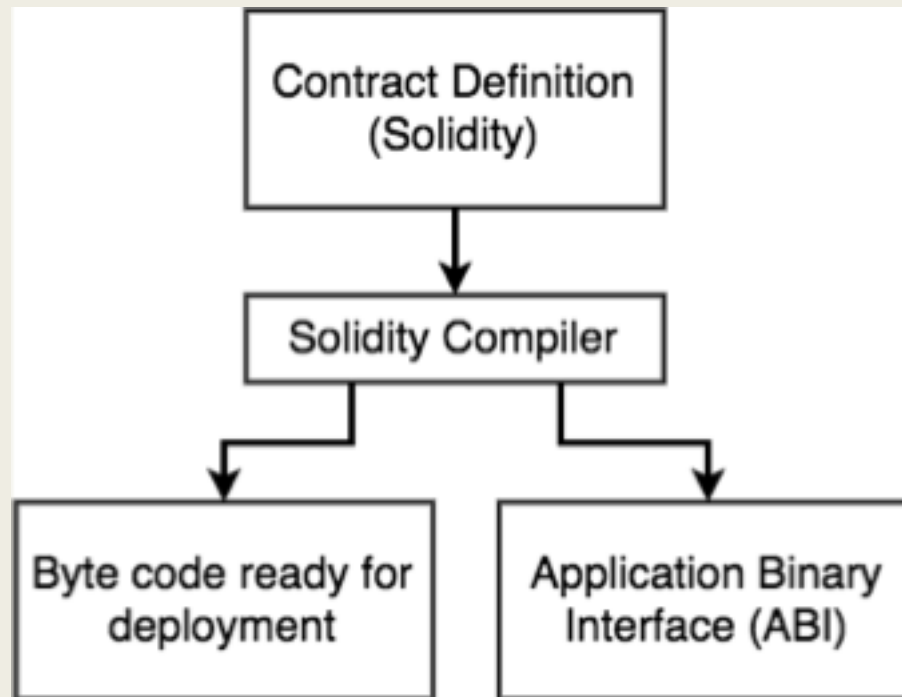 Contract Definition
(Solidity)
Solidity Compiler
Byte code ready for
deployment
Application Binary
Interface (ABI)